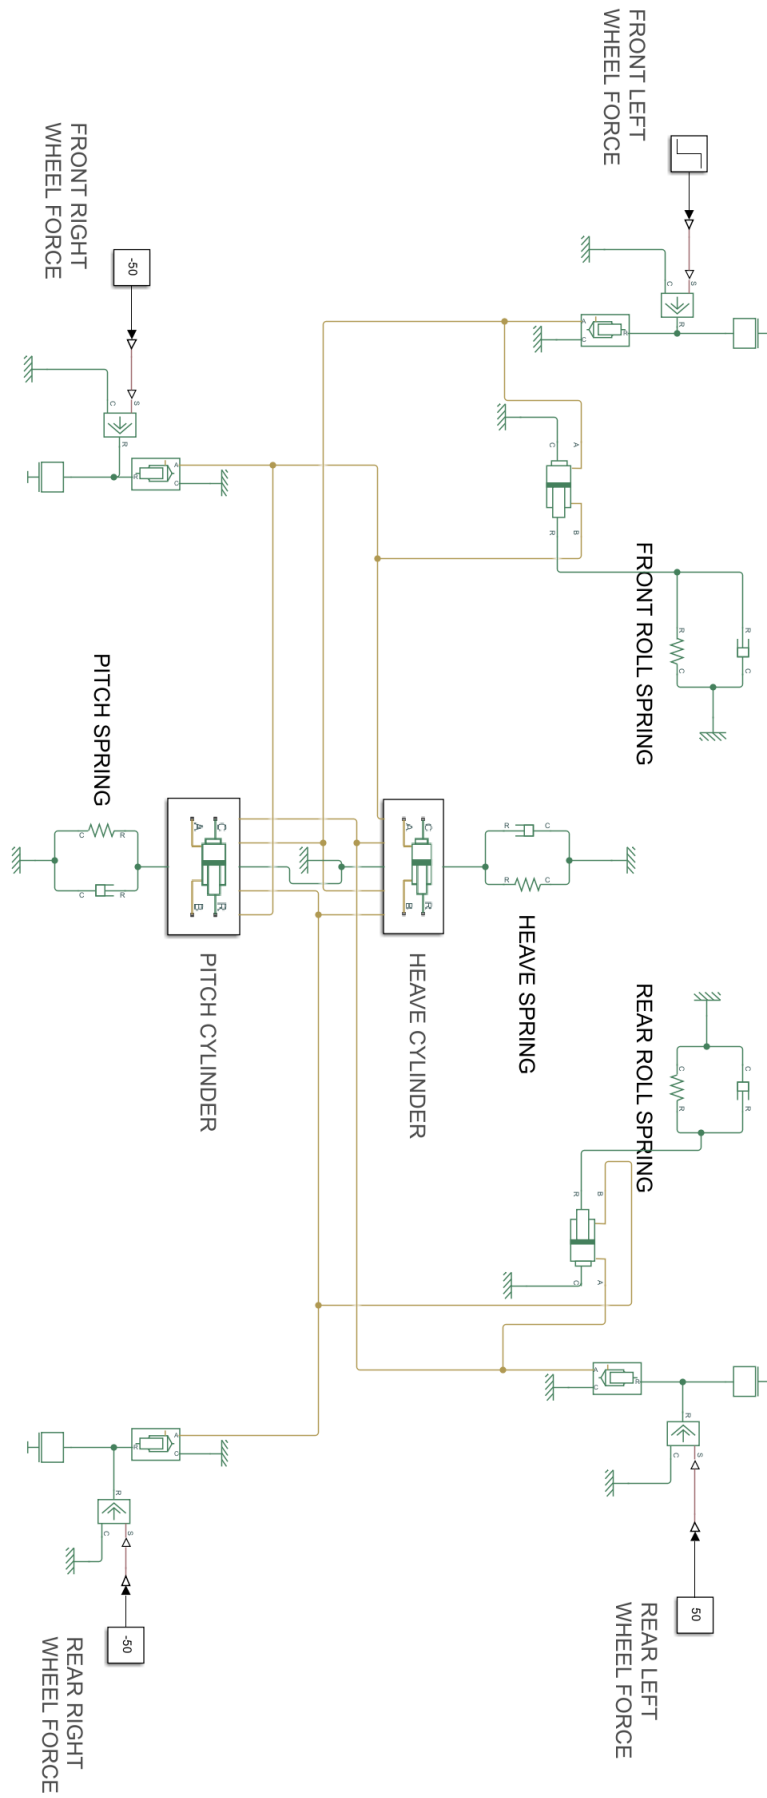 FRONT LEFT
WHEEL FORCE
S
C
R
A
C
R
FRONT RIGHT
WHEEL FORCE
-50
S
C
R
A
C
R
C
A
R
B
FRONT ROLL SPRING
R
C
R
C
PITCH SPRING
C
R
C
R
A
C
B
R
PITCH CYLINDER
A
C
B
R
HEAVE CYLINDER
R
C
R
C
HEAVE SPRING
REAR ROLL SPRING
C
R
C
R
R
B
C
A
A
C
R
R
C
S
50
REAR LEFT
WHEEL FORCE
A
C
R
R
C
S
-50
REAR RIGHT
WHEEL FORCE